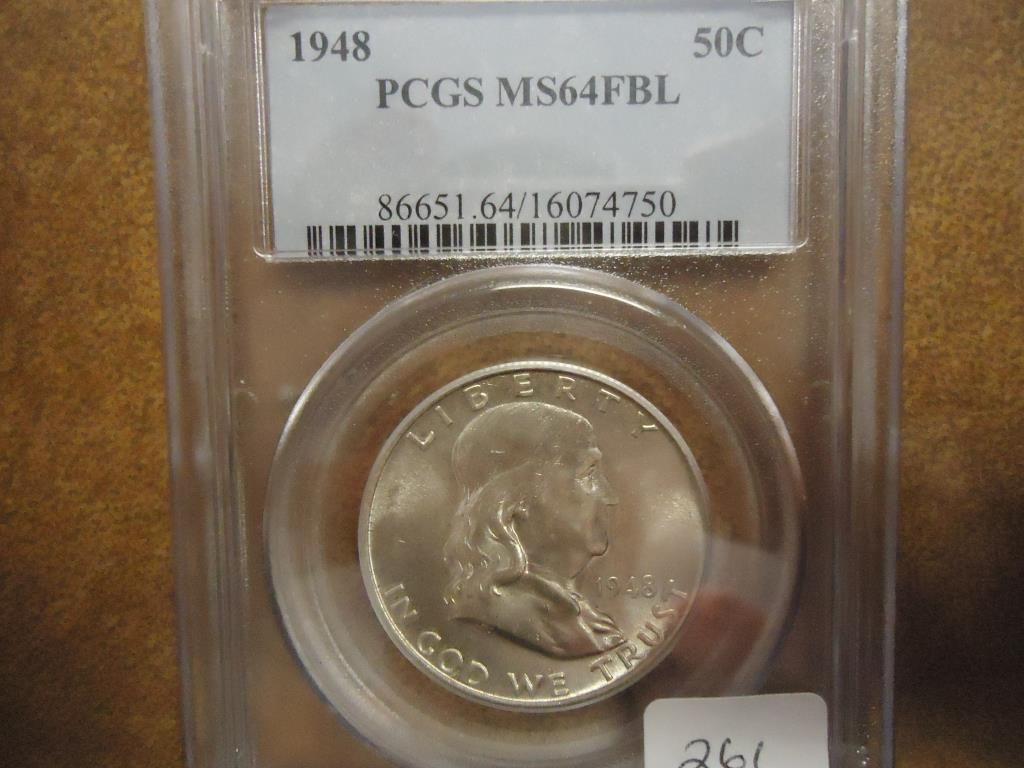 1948 50C
PCGS MS64FBL
86651.64/16074750
LIBERTY
1948
IN GOD WE TRUST
261